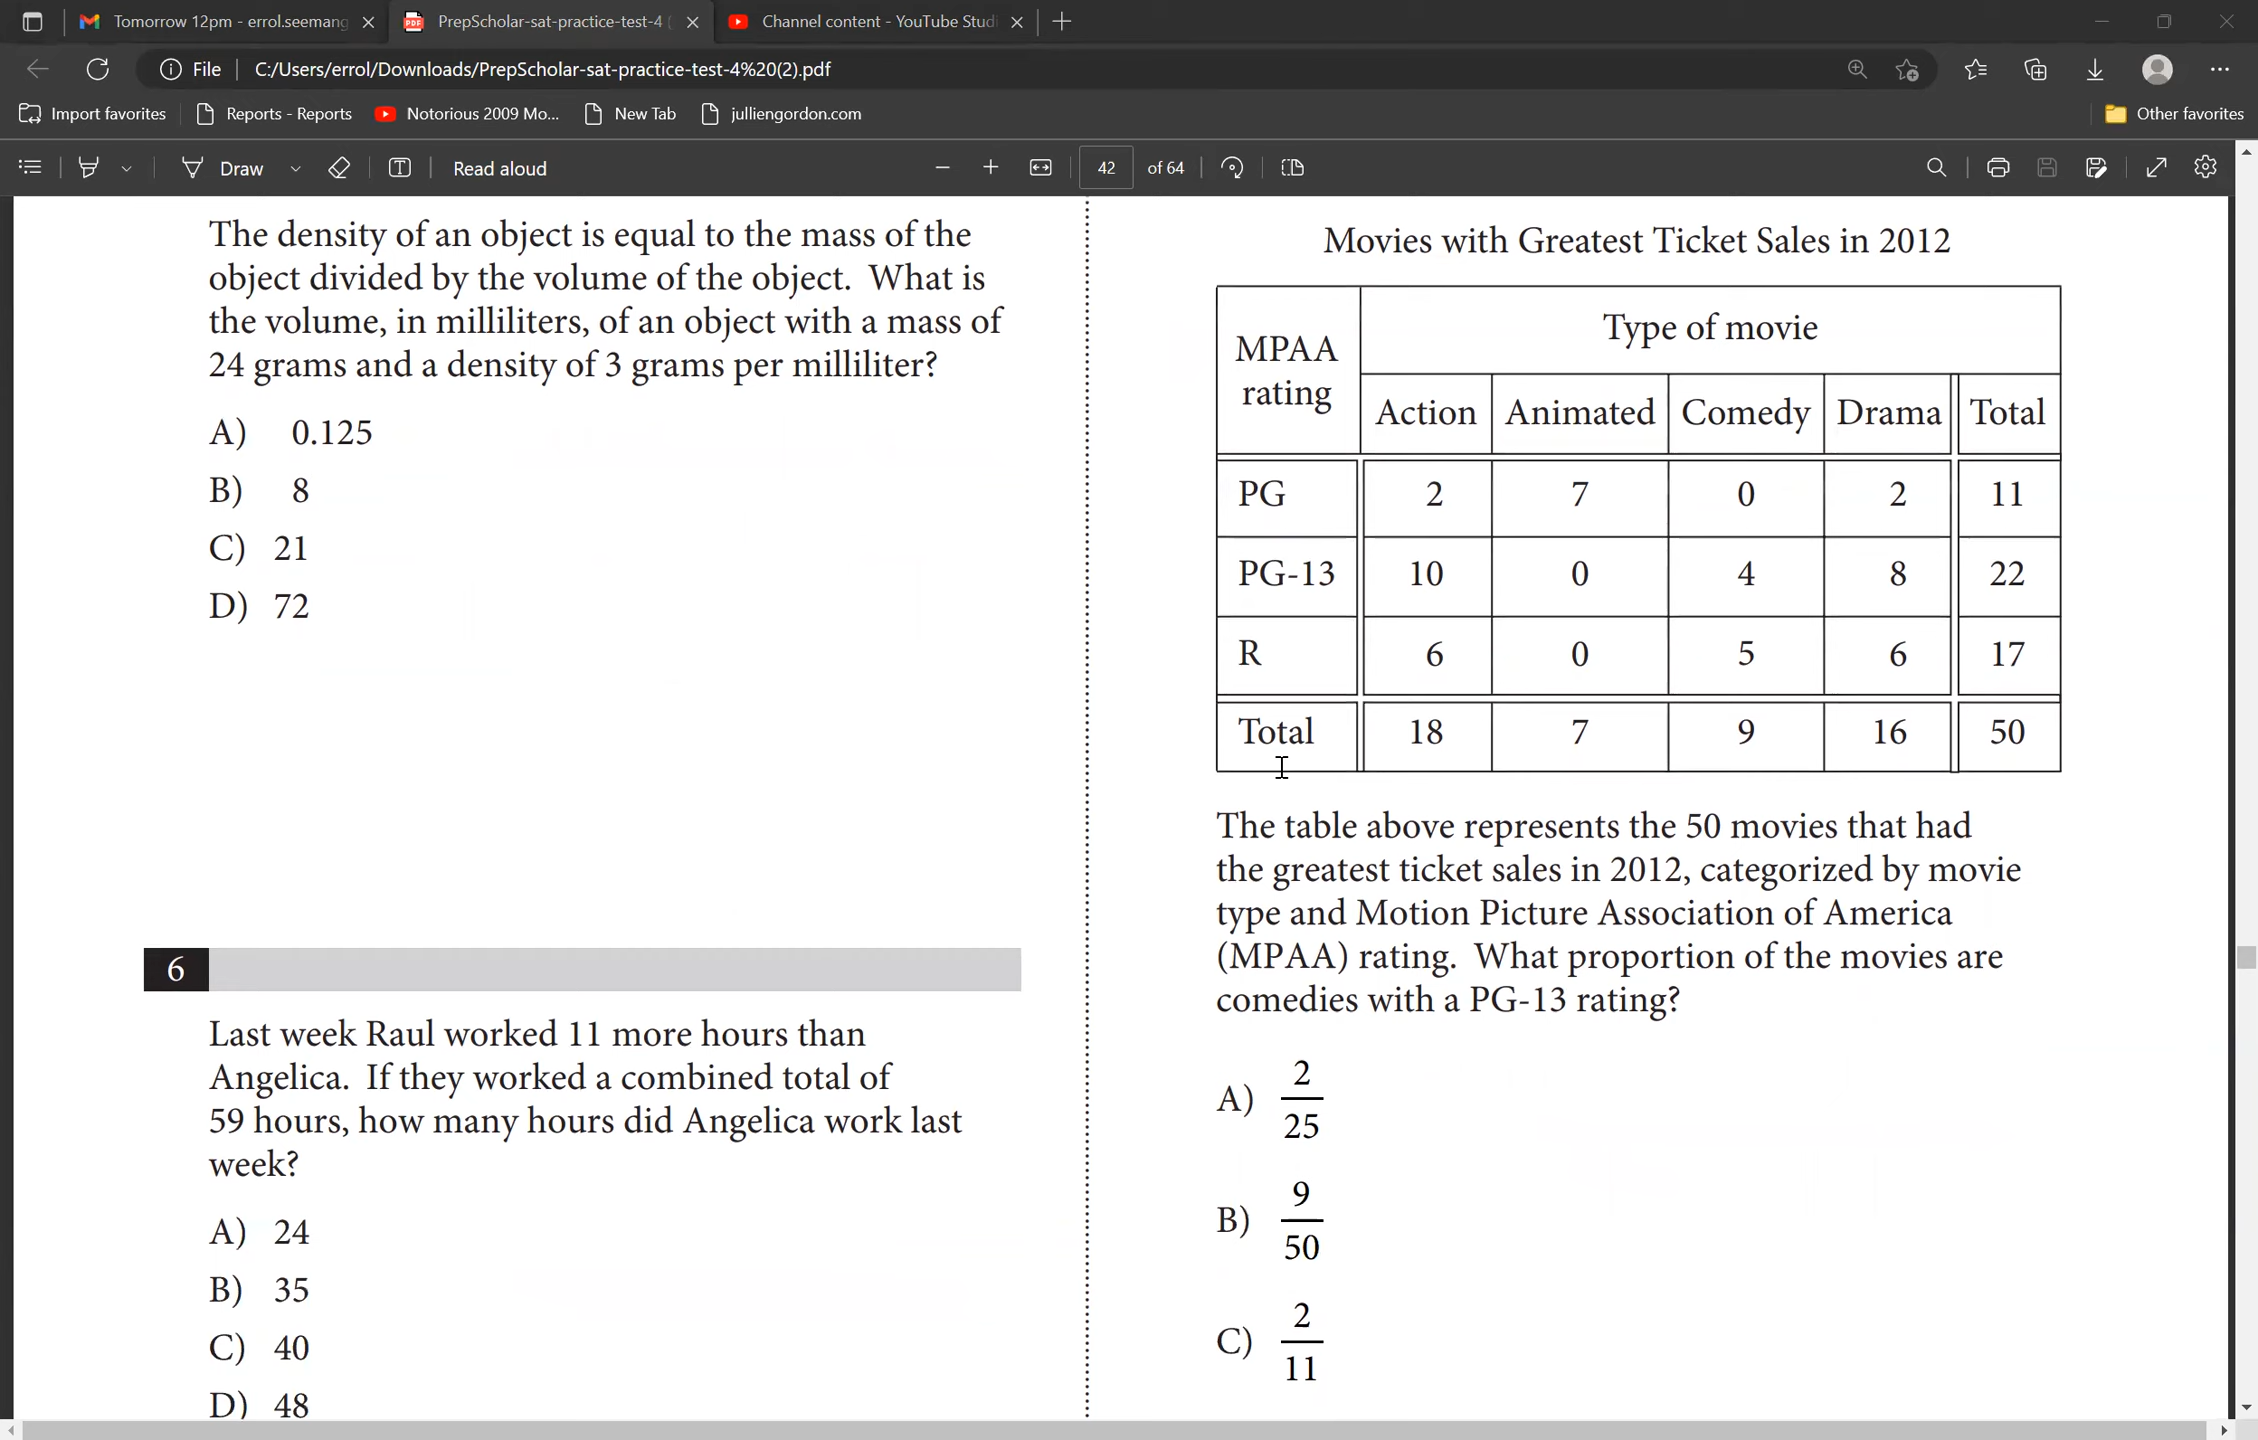 Tomorrow 12pm - errol.seemang
PrepScholar-sat-practice-test-4 (
Channel content - YouTube Studi
File
C:/Users/errol/Downloads/PrepScholar-sat-practice-test-4%20(2).pdf
Import favorites
Reports - Reports
Notorious 2009 Mo...
New Tab
julliengordon.com
Other favorites
Draw
Read aloud
42 of 64
The density of an object is equal to the mass of the
object divided by the volume of the object. What is
the volume, in milliliters, of an object with a mass of
24 grams and a density of 3 grams per milliliter?
A) 0.125
B) 8
C) 21
D) 72
6
Last week Raul worked 11 more hours than
Angelica. If they worked a combined total of
59 hours, how many hours did Angelica work last
week?
A) 24
B) 35
C) 40
D) 48
Movies with Greatest Ticket Sales in 2012
MPAA
rating
Type of movie
Action Animated Comedy Drama Total
PG 2 7 0 2 11
PG-13 10 0 4 8 22
R 6 0 5 6 17
Total 18 7 9 16 50
The table above represents the 50 movies that had
the greatest ticket sales in 2012, categorized by movie
type and Motion Picture Association of America
(MPAA) rating. What proportion of the movies are
comedies with a PG-13 rating?
A) 2
25
B) 9
50
C) 2
11